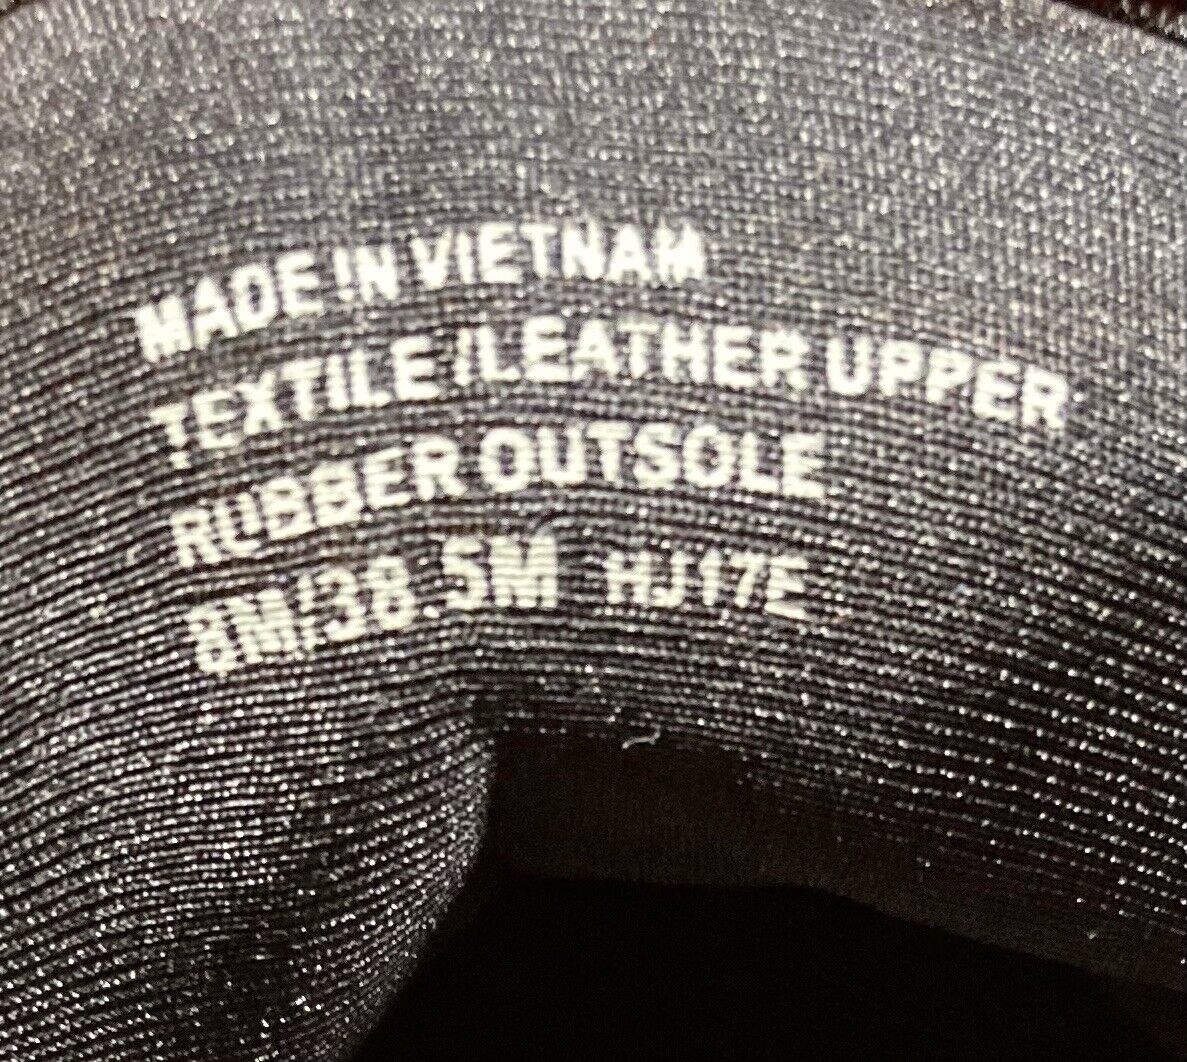 MADE IN VIETNAM
TEXTILE/LEATHER UPPER
RUBBER OUTSOLE
8M/38.5M HJ17E